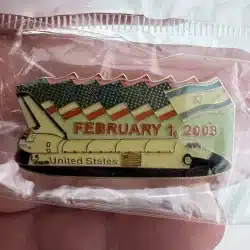 FEBRUARY 1, 2003
United States